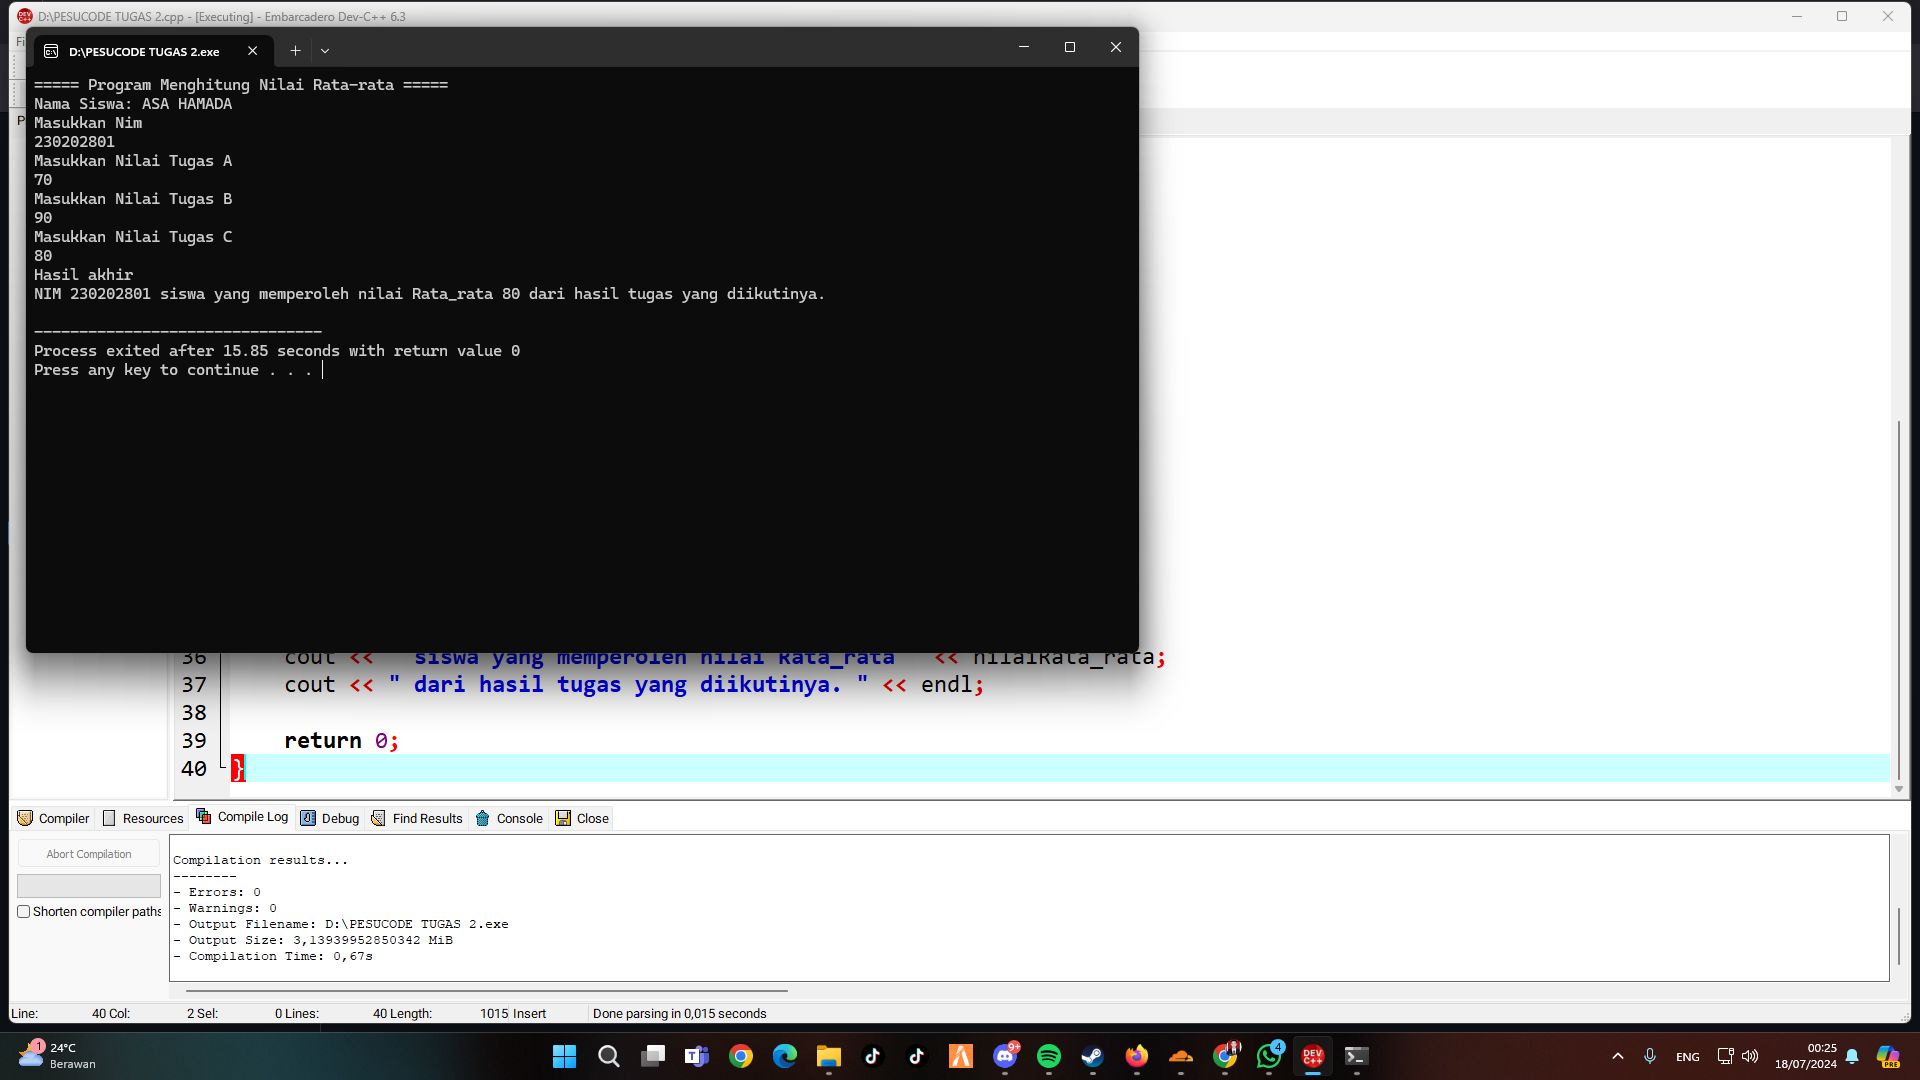 D:\PESUCODE TUGAS 2.cpp - [Executing] - Embarcadero Dev-C++ 6.3
D:\PESUCODE TUGAS 2.exe
===== Program Menghitung Nilai Rata-rata =====
Nama Siswa: ASA HAMADA
Masukkan Nim
230202801
Masukkan Nilai Tugas A
70
Masukkan Nilai Tugas B
90
Masukkan Nilai Tugas C
80
Hasil akhir
NIM 230202801 siswa yang memperoleh nilai Rata_rata 80 dari hasil tugas yang diikutinya.
--------------------------------
Process exited after 15.85 seconds with return value 0
Press any key to continue . . .
36 cout << " siswa yang memperoleh nilai Rata_rata " << nilaiRata_rata;
37 cout << " dari hasil tugas yang diikutinya. " << endl;
38
39 return 0;
40 }
Compiler Resources Compile Log Debug Find Results Console Close
Abort Compilation
Shorten compiler paths
Compilation results...
--------
- Errors: 0
- Warnings: 0
- Output Filename: D:\PESUCODE TUGAS 2.exe
- Output Size: 3,13939952850342 MiB
- Compilation Time: 0,67s
Line: 40 Col: 2 Sel: 0 Lines: 40 Length: 1015 Insert Done parsing in 0,015 seconds
1
24°C
Berawan
9+
4
DEV C++
ENG
00:25
18/07/2024
PRE